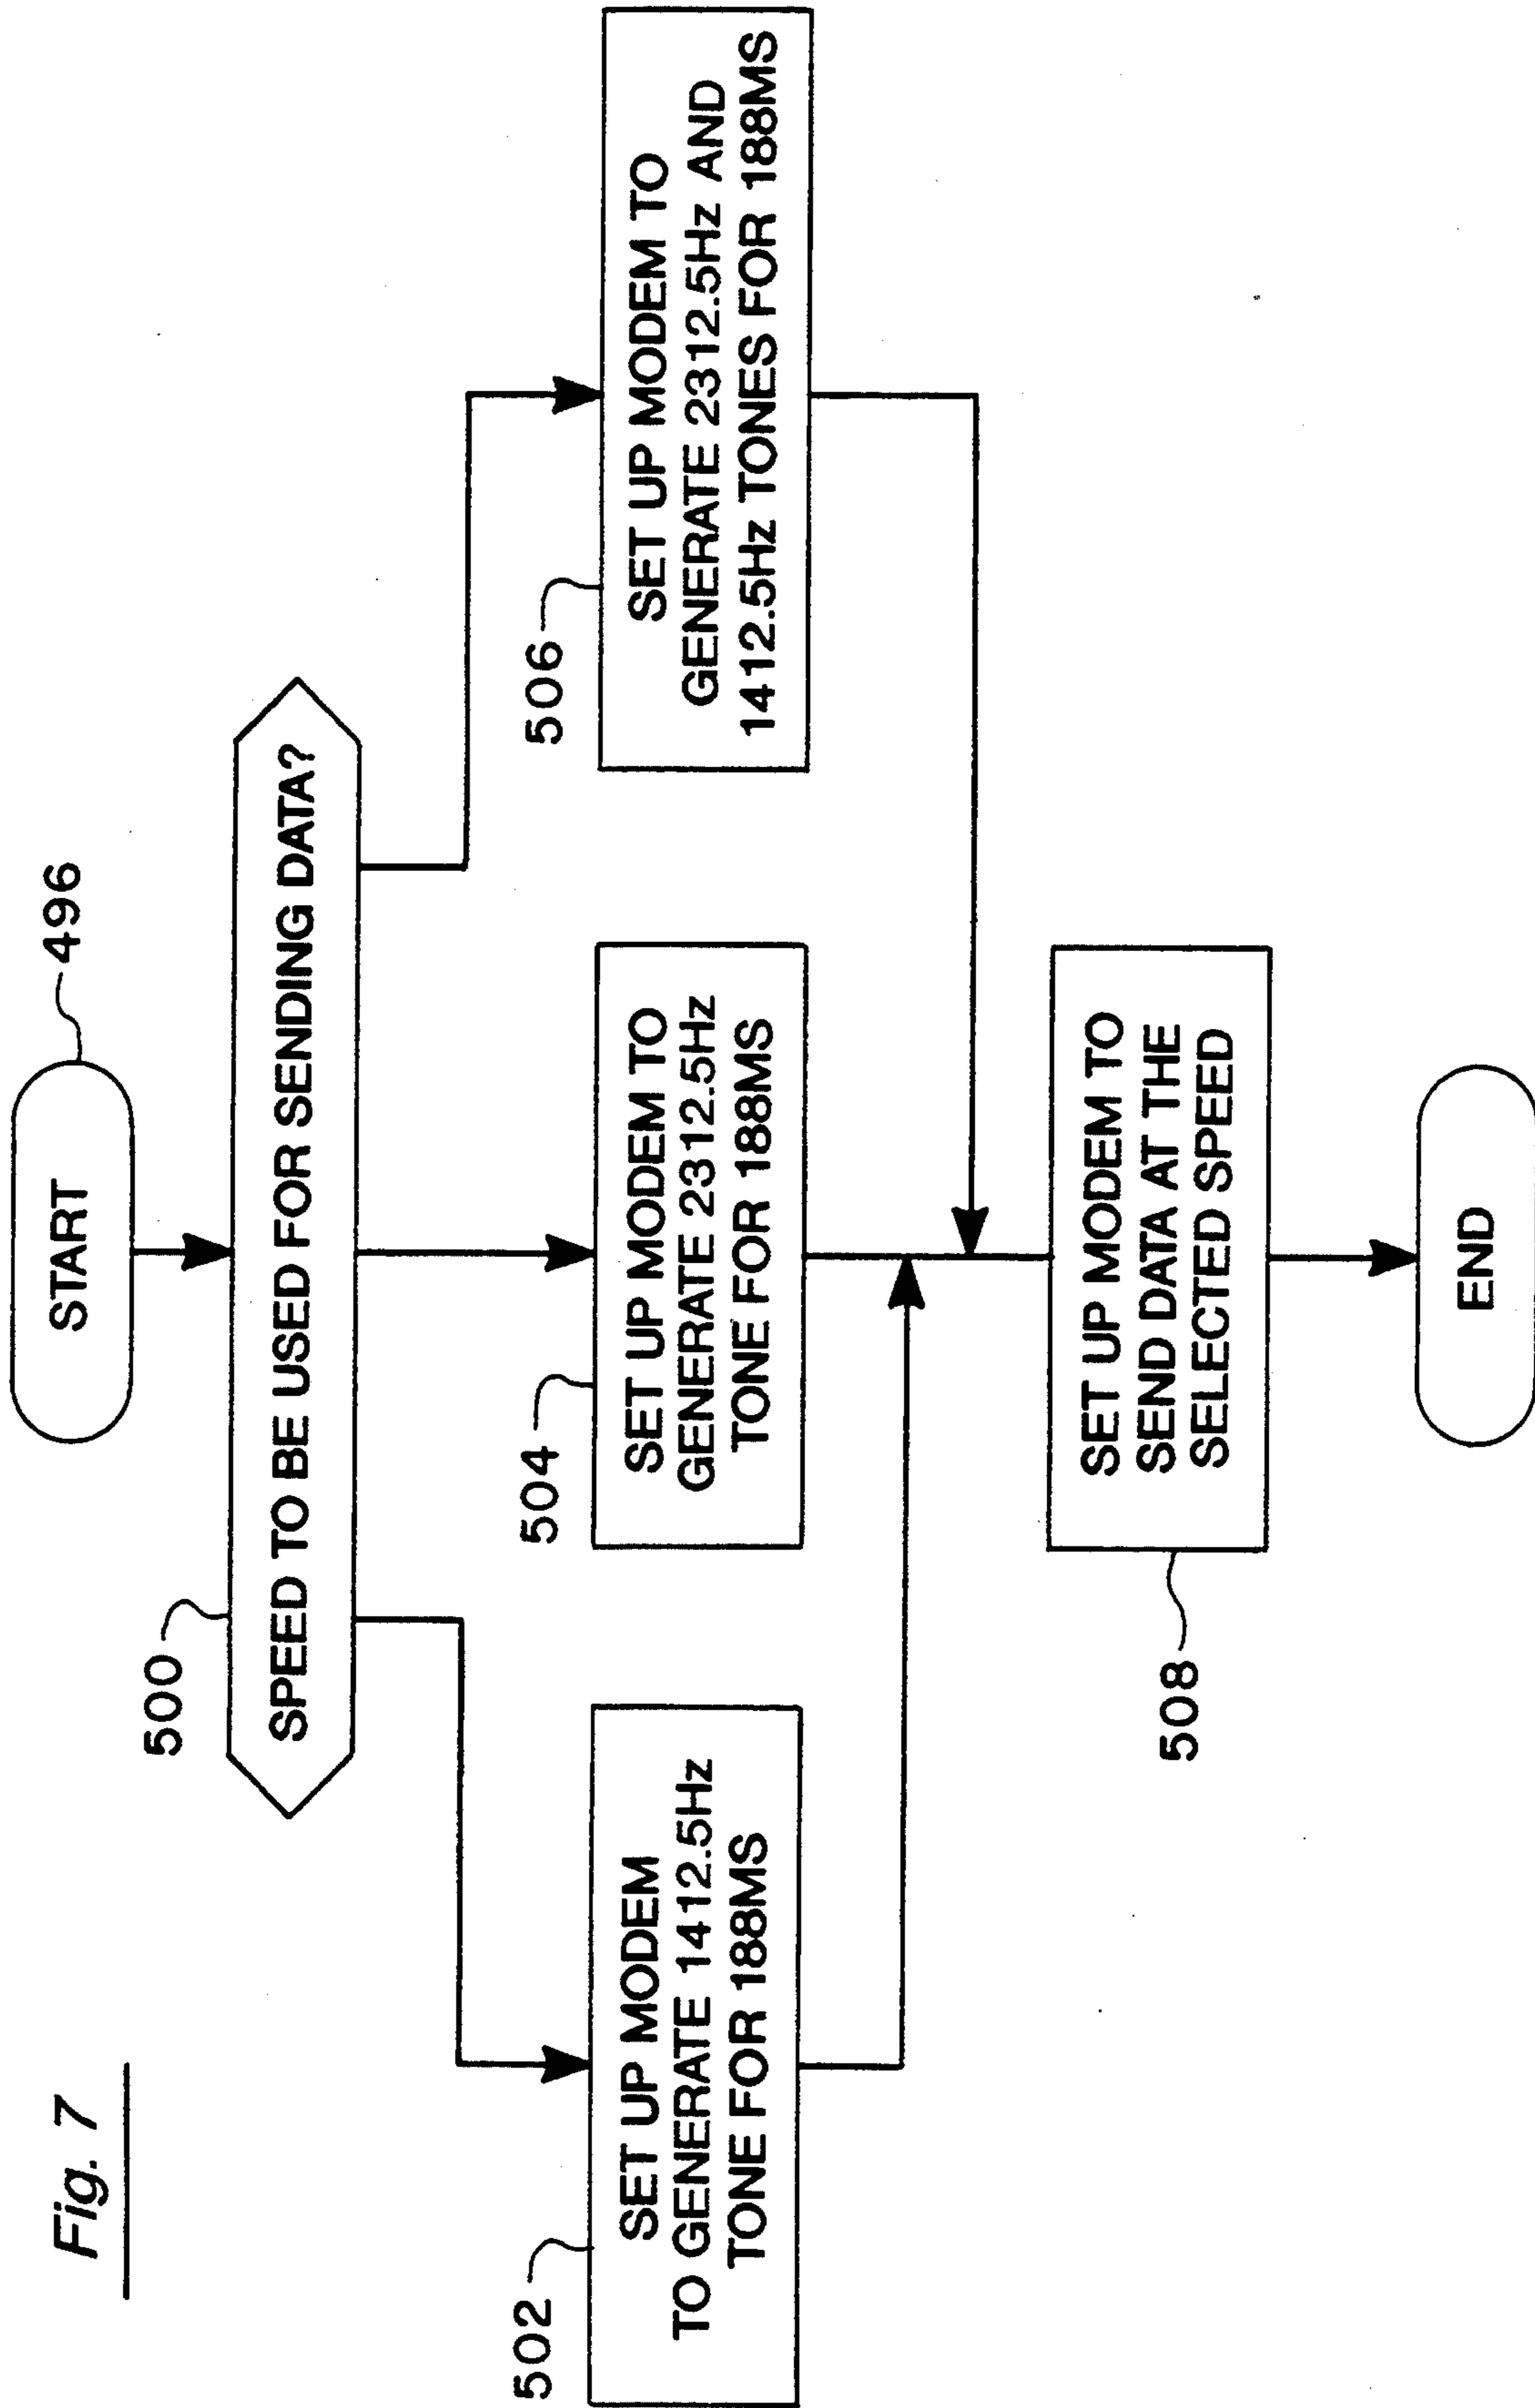 Fig. 7
START
496
500
SPEED TO BE USED FOR SENDING DATA?
502
SET UP MODEM
TO GENERATE 1412.5Hz
TONE FOR 188MS
504
SET UP MODEM TO
GENERATE 2312.5Hz
TONE FOR 188MS
506
SET UP MODEM TO
GENERATE 2312.5Hz AND
1412.5Hz TONES FOR 188MS
508
SET UP MODEM TO
SEND DATA AT THE
SELECTED SPEED
END